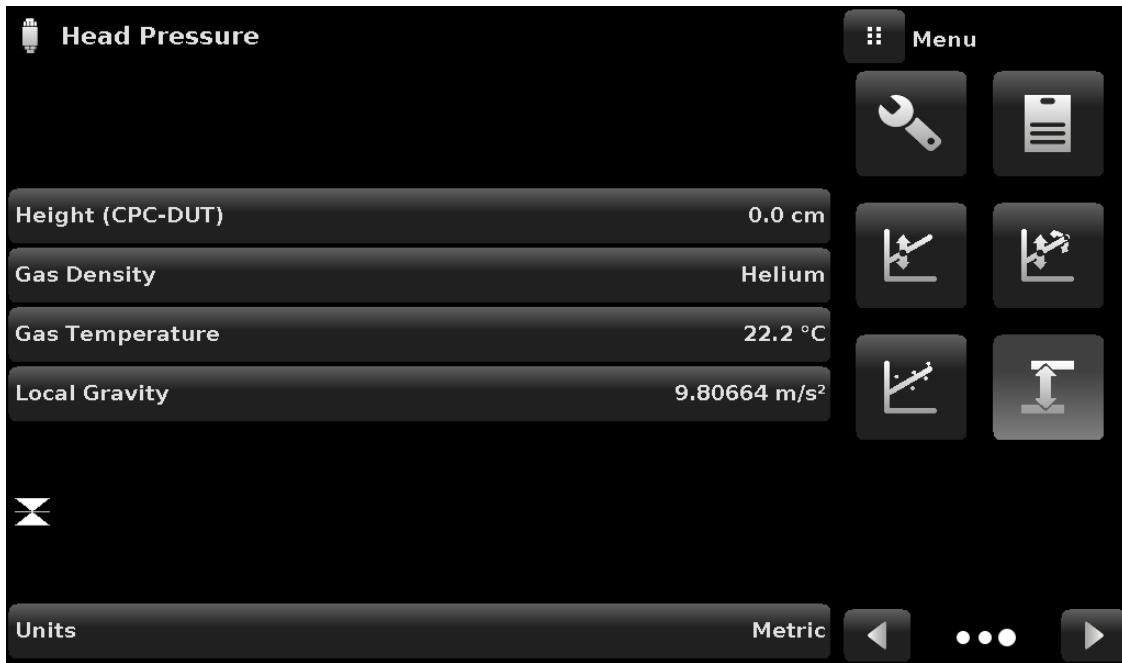 Head Pressure
Menu
Height (CPC-DUT) 0.0 cm
Gas Density Helium
Gas Temperature 22.2 °C
Local Gravity 9.80664 m/s²
Units Metric